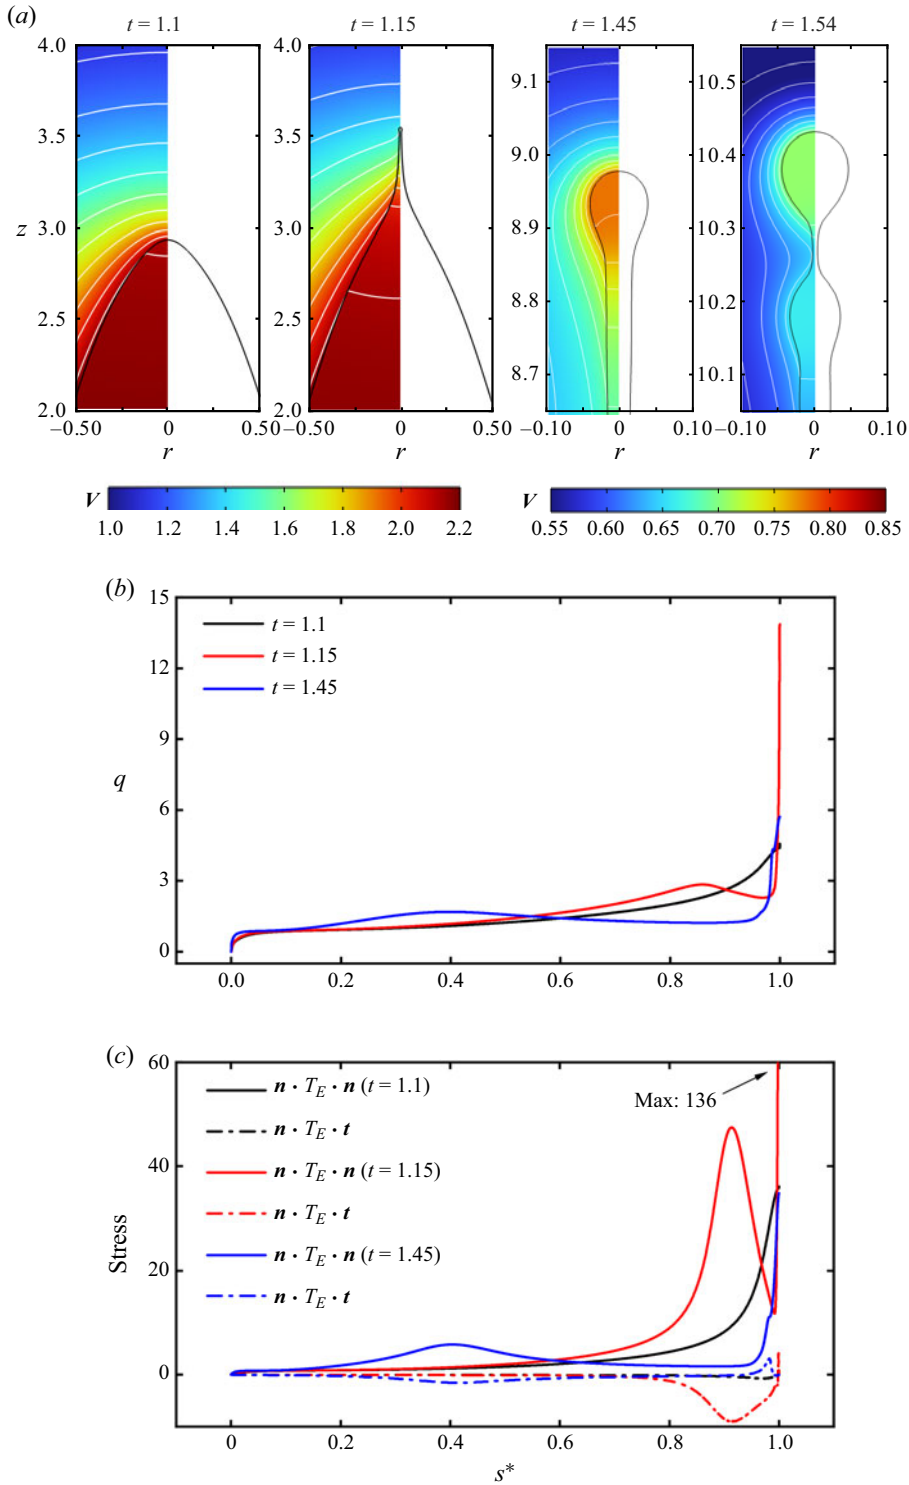 (a) t = 1.1 t = 1.15 t = 1.45 t = 1.54
4.0 4.0 9.1 10.5
3.5 3.5 9.0 10.4
z 3.0 3.0 8.9 10.3
2.5 2.5 8.8 10.2
2.0 2.0 8.7 10.1
–0.50 0 0.50 –0.50 0 0.50 –0.10 0 0.10 –0.10 0 0.10
r r r r
V V
1.0 1.2 1.4 1.6 1.8 2.0 2.2 0.55 0.60 0.65 0.70 0.75 0.80 0.85
(b)
15
t = 1.1
12
t = 1.15
t = 1.45
9
q
6
3
0
0.0 0.2 0.4 0.6 0.8 1.0
(c)
60
n · T_E · n (t = 1.1)
Max: 136
n · T_E · t
40
n · T_E · n (t = 1.15)
n · T_E · t
Stress
n · T_E · n (t = 1.45)
20
n · T_E · t
0
0 0.2 0.4 0.6 0.8 1.0
s*